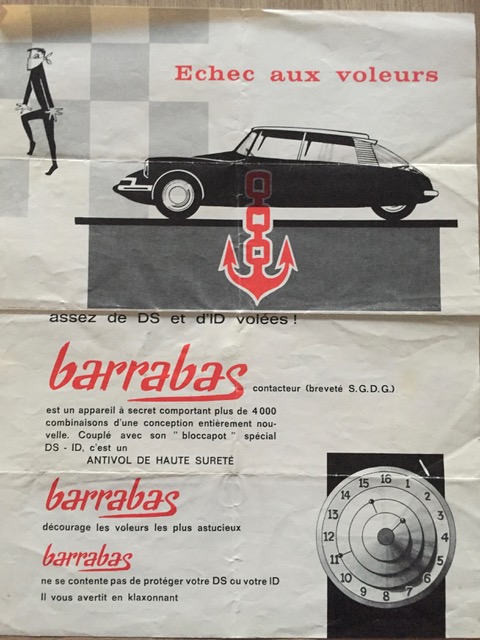 Echec aux voleurs
assez de DS et d'ID volées !
barrabas contacteur (breveté S.G.D.G.)
est un appareil à secret comportant plus de 4 000
combinaisons d'une conception entièrement nou-
velle. Couplé avec son " bloccapot " spécial
DS - ID, c'est un
ANTIVOL DE HAUTE SURETÉ
barrabas
décourage les voleurs les plus astucieux
barrabas
ne se contente pas de protéger votre DS ou votre ID
Il vous avertit en klaxonnant
16
1
2
3
4
5
6
7
8
9
10
11
12
13
14
15